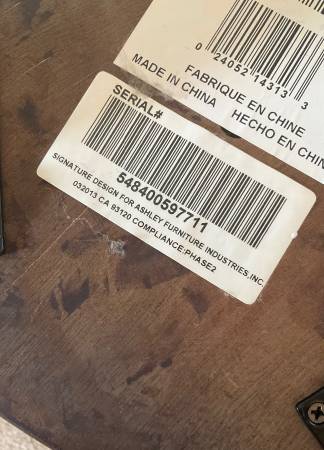 0 24052 14313 3
FABRIQUE EN CHINE
MADE IN CHINA HECHO EN CHIN
SERIAL#
548400597711
SIGNATURE DESIGN FOR ASHLEY FURNITURE INDUSTRIES,INC.
032013 CA 93120 COMPLIANCE:PHASE2